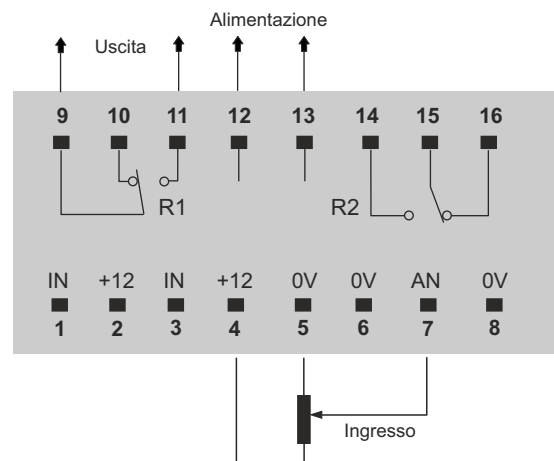 Alimentazione
Uscita
9 10 11 12 13 14 15 16
R1 R2
IN +12 IN +12 0V 0V AN 0V
1 2 3 4 5 6 7 8
Ingresso